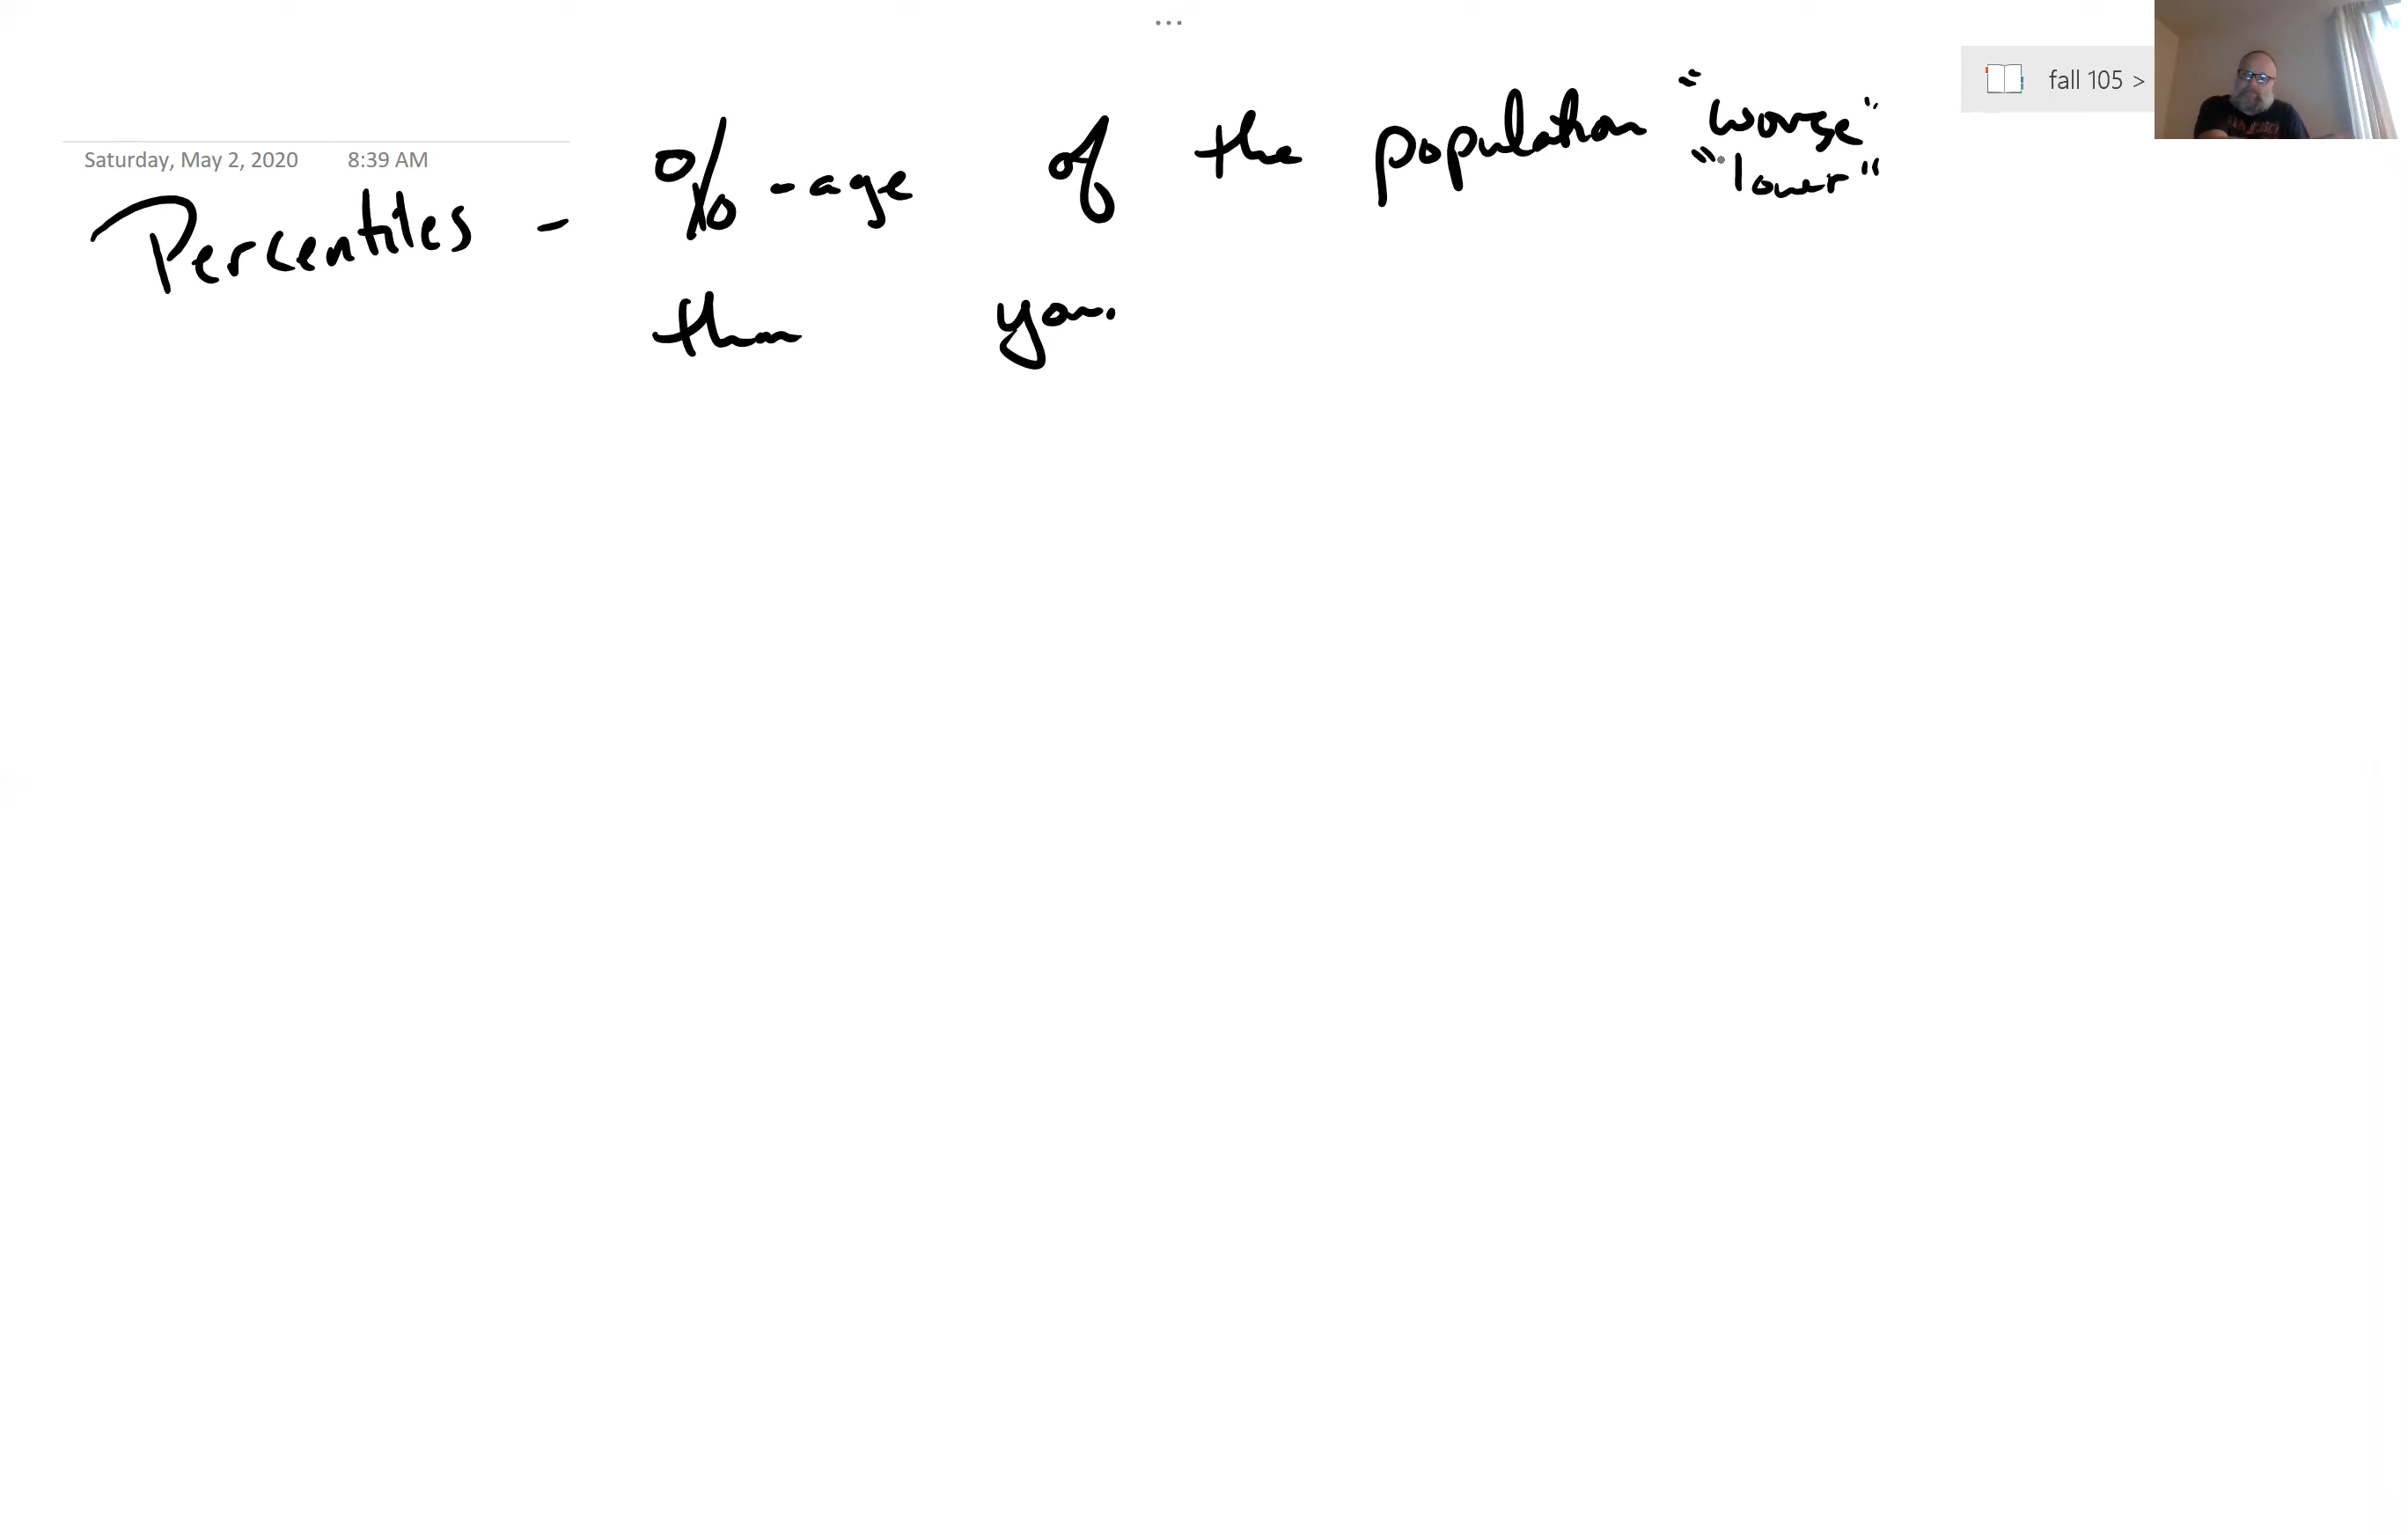 ...
fall 105 >
Saturday, May 2, 2020 8:39 AM
Percentiles - %-age of the population "worse"
"lower"
than you.